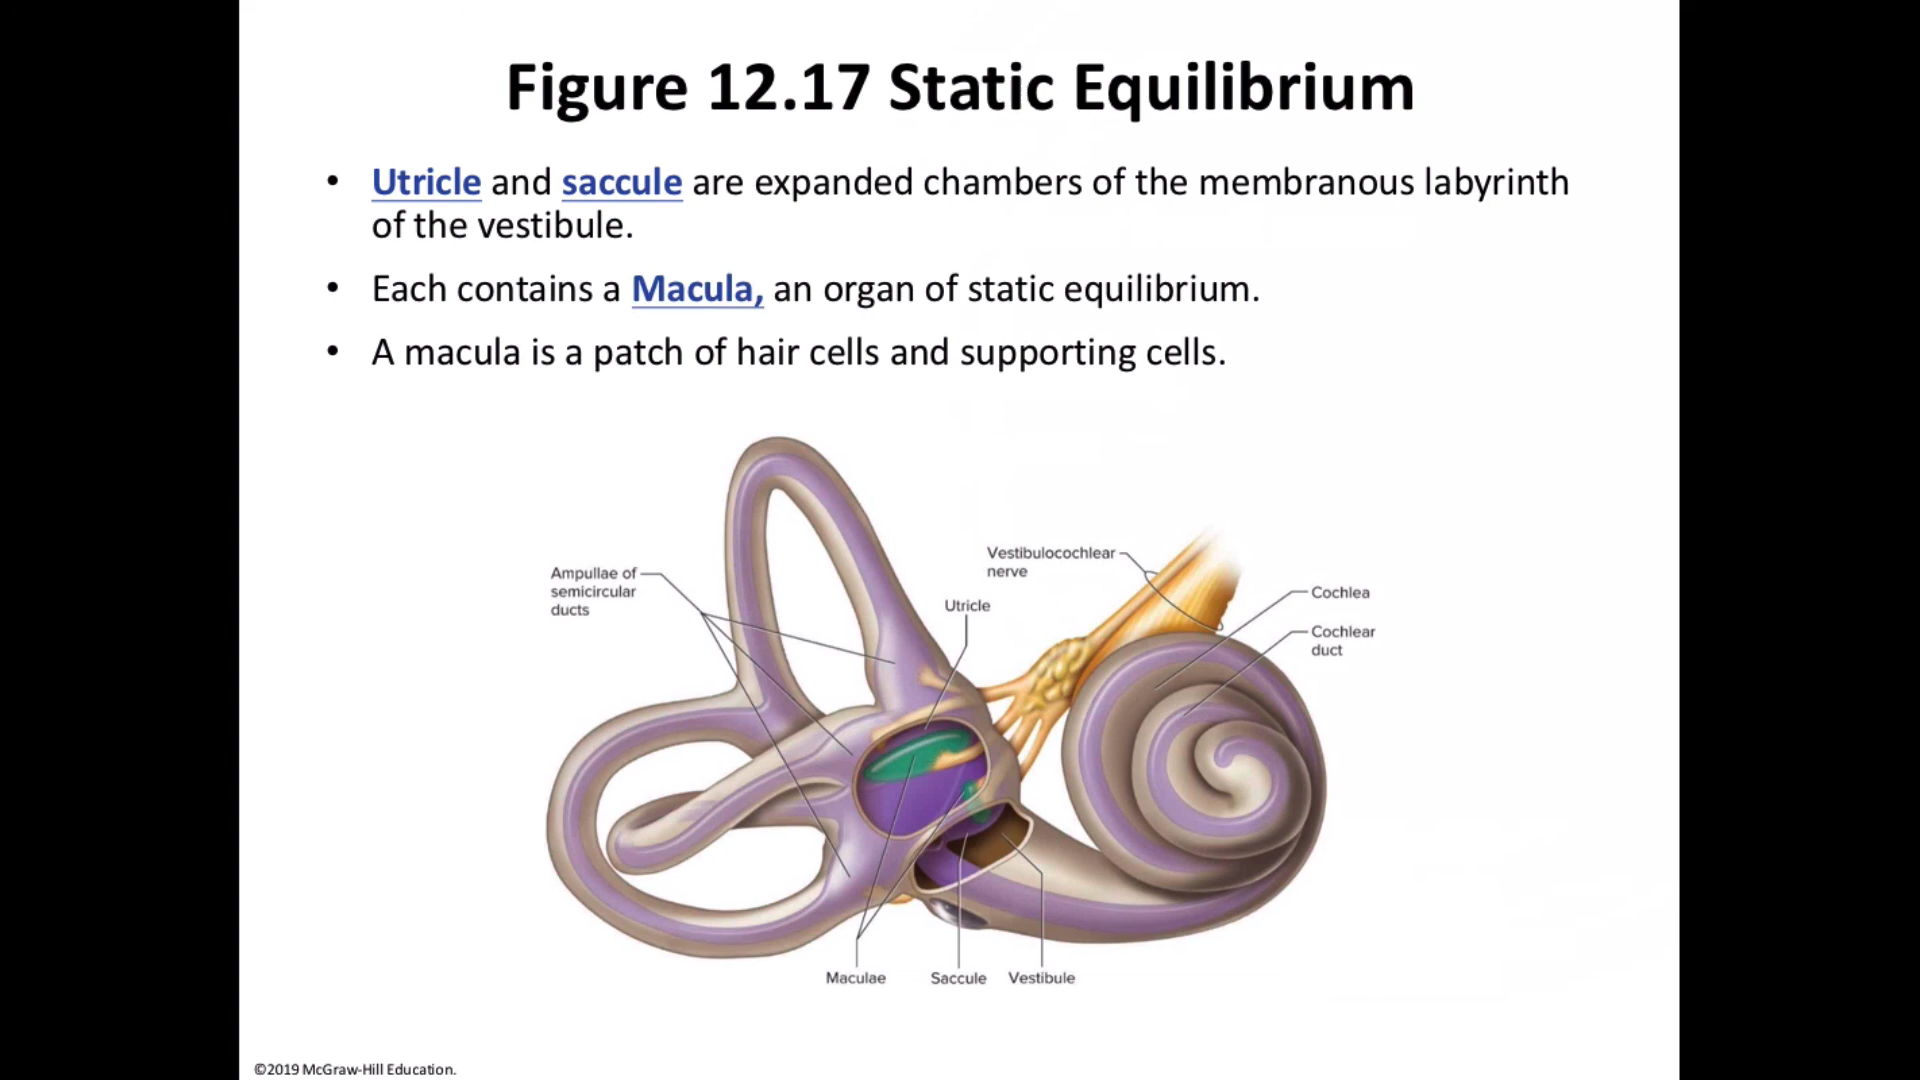 Figure 12.17 Static Equilibrium
• Utricle and saccule are expanded chambers of the membranous labyrinth
of the vestibule.
• Each contains a Macula, an organ of static equilibrium.
• A macula is a patch of hair cells and supporting cells.
Vestibulocochlear
nerve
Ampullae of
semicircular
ducts
Utricle
Cochlea
Cochlear
duct
Maculae
Saccule
Vestibule
©2019 McGraw-Hill Education.